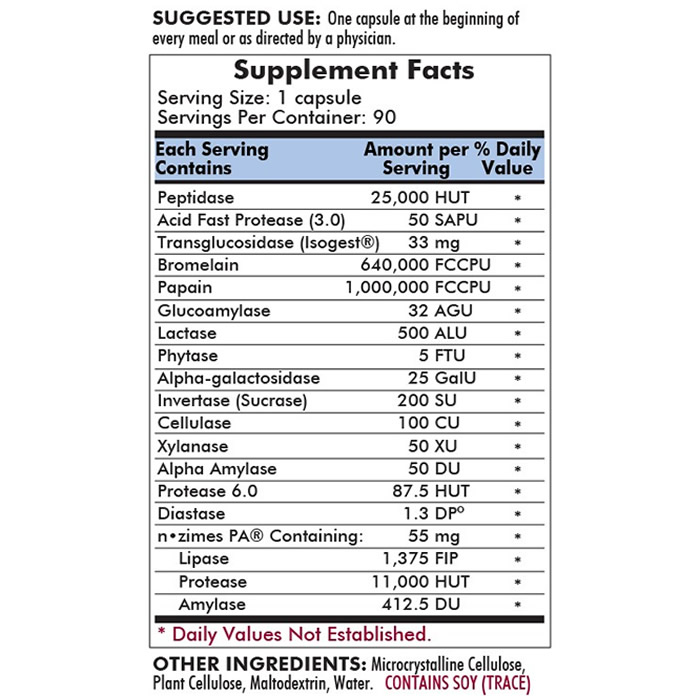 SUGGESTED USE: One capsule at the beginning of
every meal or as directed by a physician.
Supplement Facts
Serving Size: 1 capsule
Servings Per Container: 90
Each Serving Contains Amount per Serving % Daily Value
Peptidase 25,000 HUT *
Acid Fast Protease (3.0) 50 SAPU *
Transglucosidase (Isogest®) 33 mg *
Bromelain 640,000 FCCPU *
Papain 1,000,000 FCCPU *
Glucoamylase 32 AGU *
Lactase 500 ALU *
Phytase 5 FTU *
Alpha-galactosidase 25 GalU *
Invertase (Sucrase) 200 SU *
Cellulase 100 CU *
Xylanase 50 XU *
Alpha Amylase 50 DU *
Protease 6.0 87.5 HUT *
Diastase 1.3 DPº *
n•zimes PA® Containing: 55 mg *
Lipase 1,375 FIP *
Protease 11,000 HUT *
Amylase 412.5 DU *
* Daily Values Not Established.
OTHER INGREDIENTS: Microcrystalline Cellulose,
Plant Cellulose, Maltodextrin, Water. CONTAINS SOY (TRACE)